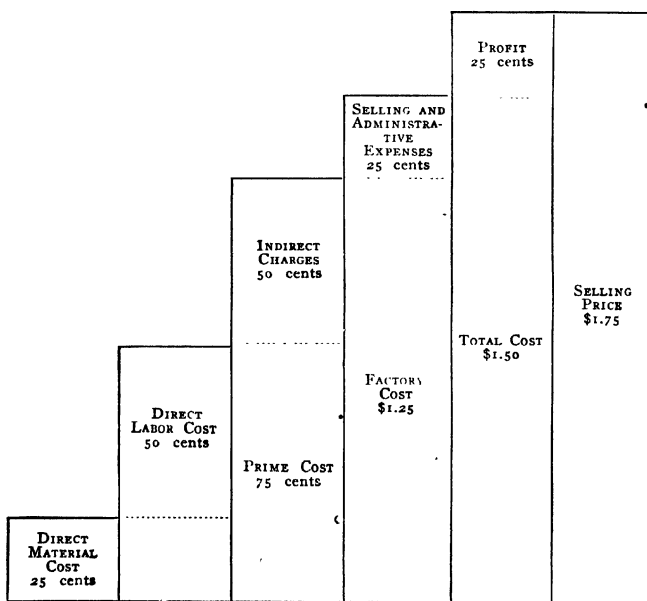 PROFIT
25 cents
SELLING AND
ADMINISTRA-
TIVE
EXPENSES
25 cents
INDIRECT
CHARGES
50 cents
SELLING
PRICE
$1.75
TOTAL COST
$1.50
FACTORY
COST
$1.25
DIRECT
LABOR COST
50 cents
PRIME COST
75 cents
DIRECT
MATERIAL
COST
25 cents